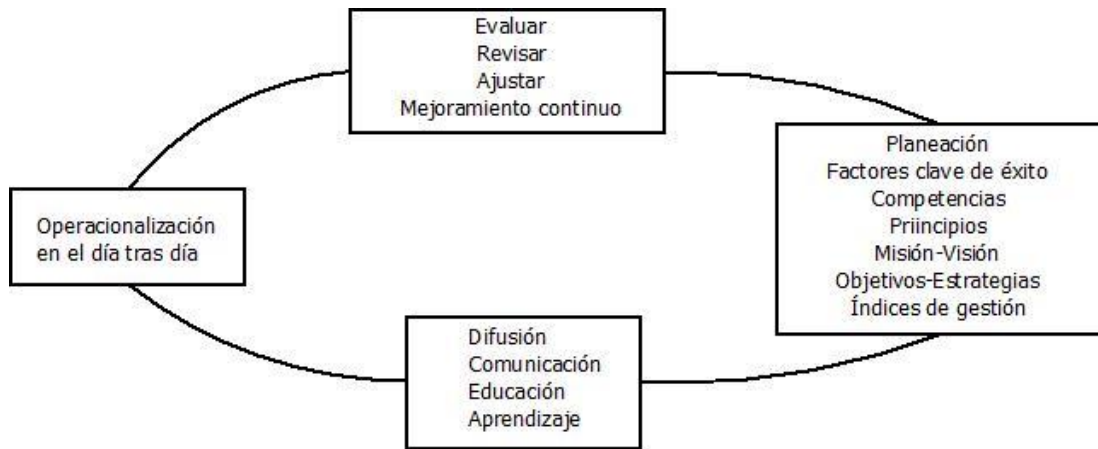 Evaluar
Revisar
Ajustar
Mejoramiento continuo
Planeación
Factores clave de éxito
Competencias
Priincipios
Misión-Visión
Objetivos-Estrategias
Índices de gestión
Operacionalización
en el día tras día
Difusión
Comunicación
Educación
Aprendizaje